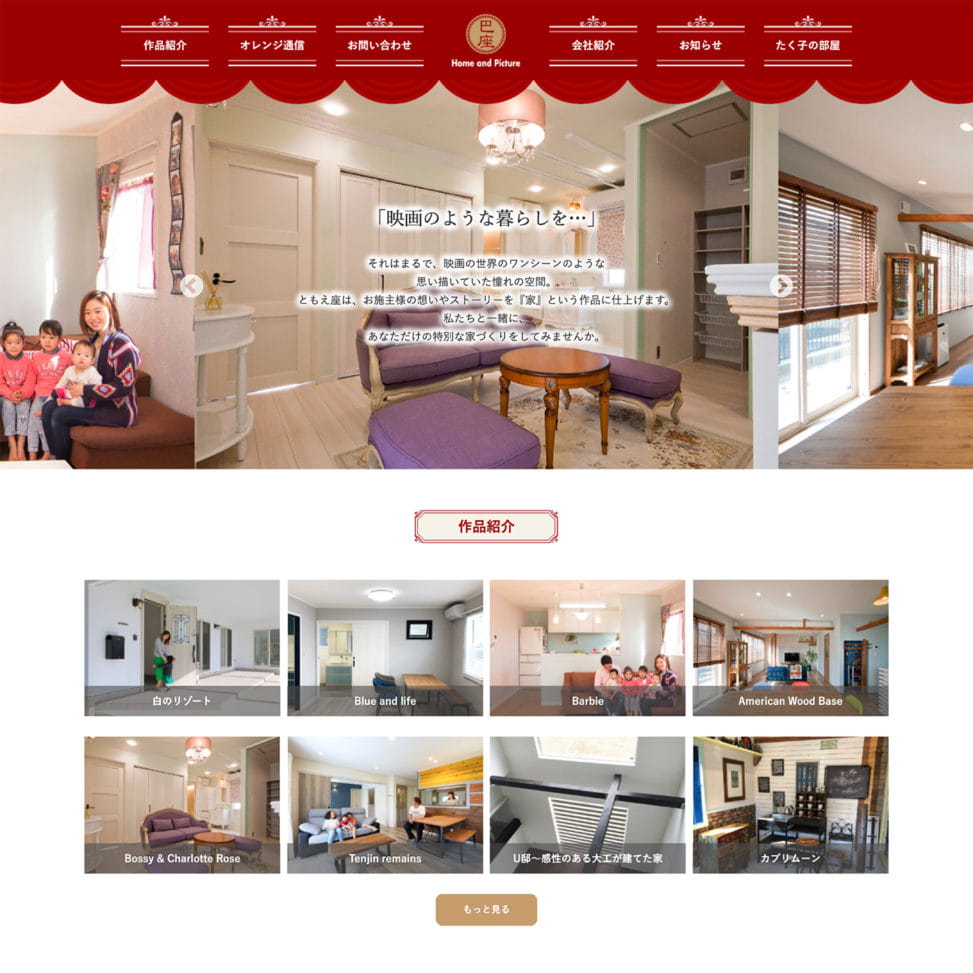 作品紹介
オレンジ通信
お問い合わせ
巴座
Home and Picture
会社紹介
お知らせ
たく子の部屋
「映画のような暮らしを…」
それはまるで、映画の世界のワンシーンのような
思い描いていた憧れの空間。
ともえ座は、お施主様の想いやストーリーを『家』という作品に仕上げます。
私たちと一緒に、
あなただけの特別な家づくりをしてみませんか。
作品紹介
白のリゾート
Blue and life
Barbie
American Wood Base
Bossy & Charlotte Rose
Tenjin remains
U邸〜感性のある大工が建てた家
カプリムーン
もっと見る